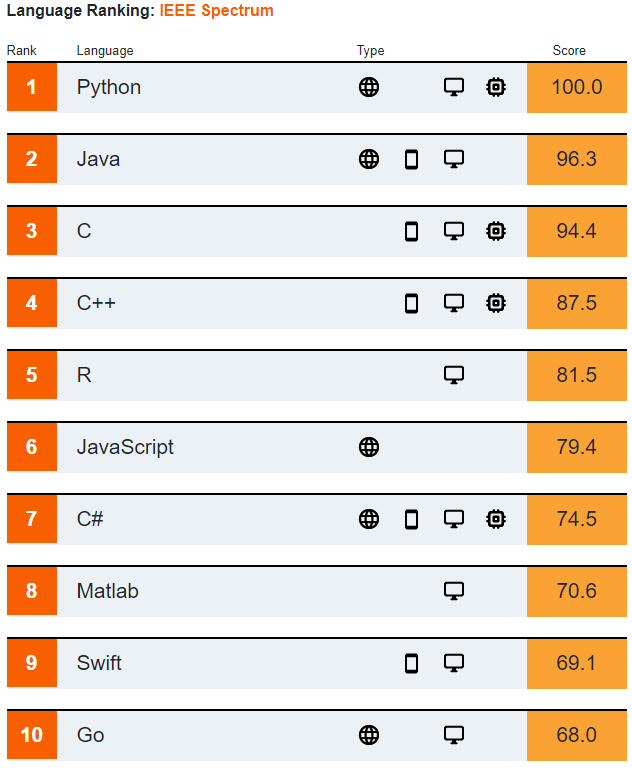 Language Ranking: IEEE Spectrum
Rank Language Type Score
1 Python 100.0
2 Java 96.3
3 C 94.4
4 C++ 87.5
5 R 81.5
6 JavaScript 79.4
7 C# 74.5
8 Matlab 70.6
9 Swift 69.1
10 Go 68.0